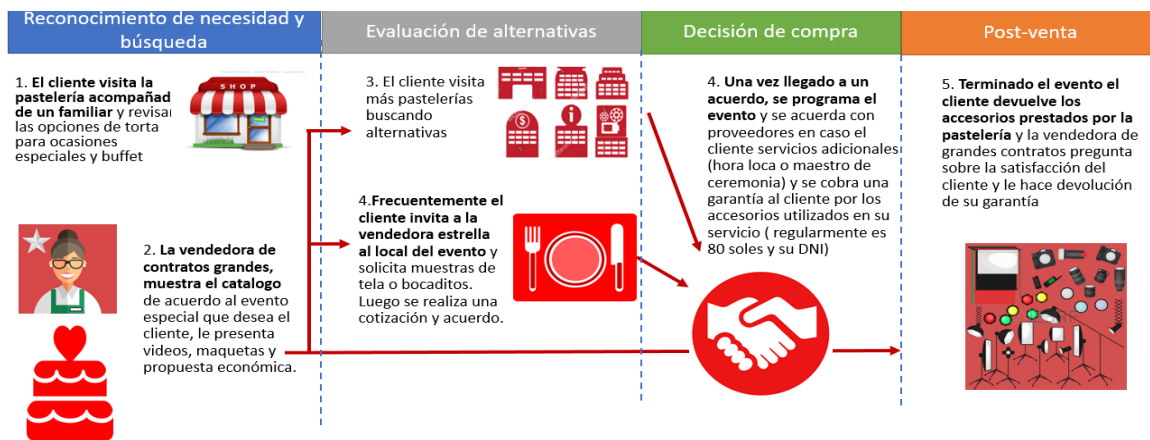 Reconocimiento de necesidad y
búsqueda
Evaluación de alternativas
Decisión de compra
Post-venta
1. El cliente visita la
pastelería acompañad
de un familiar y revisar
las opciones de torta
para ocasiones
especiales y buffet
SHOP
2. La vendedora de
contratos grandes,
muestra el catalogo
de acuerdo al evento
especial que desea el
cliente, le presenta
videos, maquetas y
propuesta económica.
3. El cliente visita
más pastelerías
buscando
alternativas
4.Frecuentemente el
cliente invita a la
vendedora estrella
al local del evento y
solicita muestras de
tela o bocaditos.
Luego se realiza una
cotización y acuerdo.
4. Una vez llegado a un
acuerdo, se programa el
evento y se acuerda con
proveedores en caso el
cliente servicios adicionales
(hora loca o maestro de
ceremonia) y se cobra una
garantía al cliente por los
accesorios utilizados en su
servicio ( regularmente es
80 soles y su DNI)
5. Terminado el evento el
cliente devuelve los
accesorios prestados por la
pastelería y la vendedora de
grandes contratos pregunta
sobre la satisfacción del
cliente y le hace devolución
de su garantía